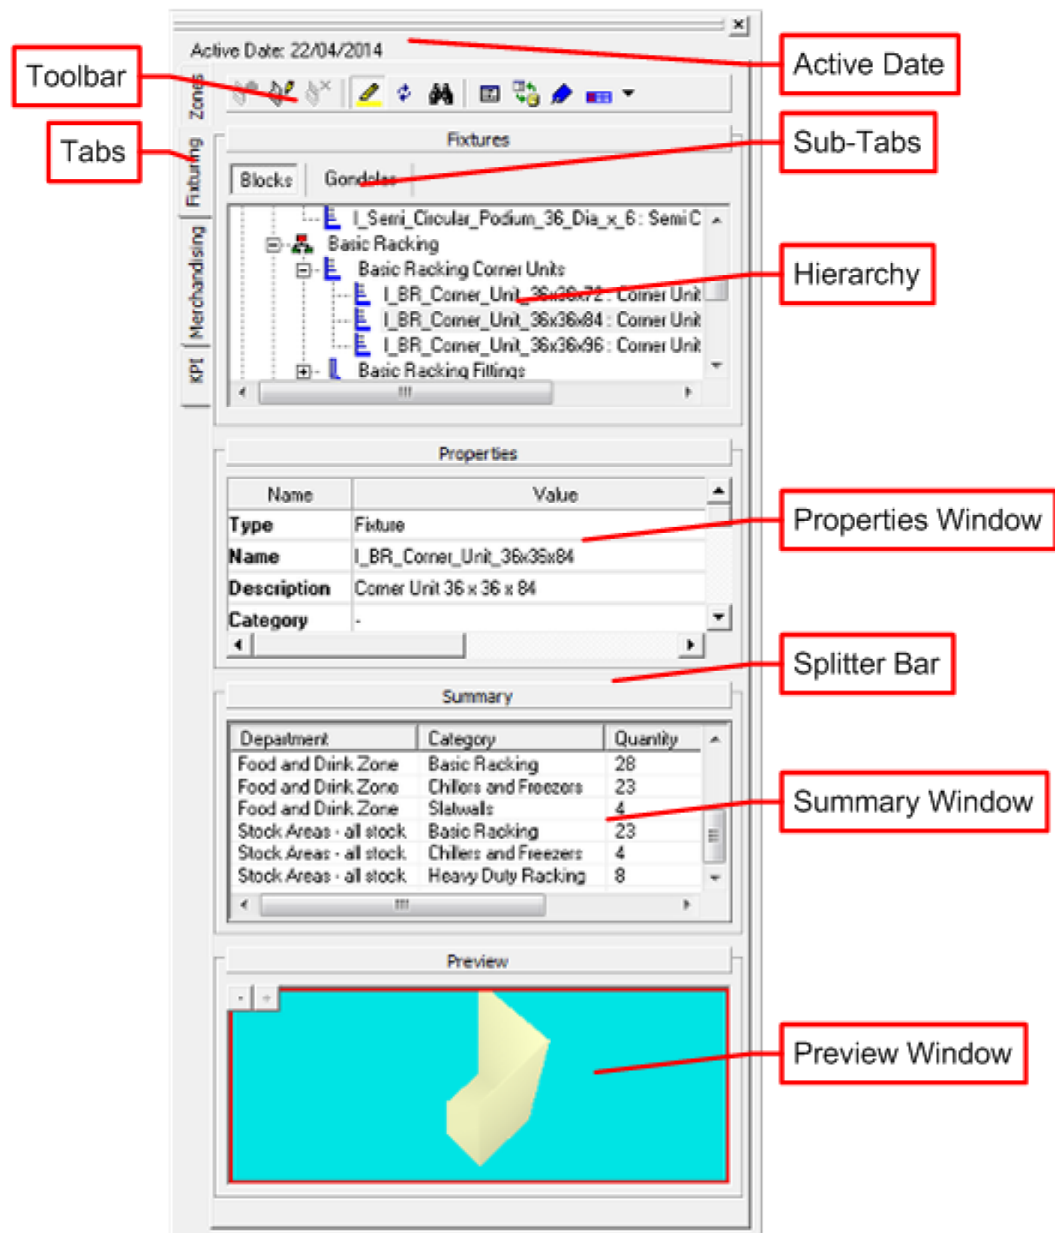 Active Date: 22/04/2014
Active Date
Toolbar
Tabs
Zones
Fixturing
Merchandising
KPI
Fixtures
Sub-Tabs
Blocks
Gondolas
I_Semi_Circular_Podium_36_Dia_x_6 : Semi C
Basic Racking
Basic Racking Corner Units
Hierarchy
I_BR_Corner_Unit_36x36x72 : Corner Unit
I_BR_Corner_Unit_36x36x84 : Corner Unit
I_BR_Corner_Unit_36x36x96 : Corner Unit
Basic Racking Fittings
Properties
Name Value
Type Fixture
Properties Window
Name I_BR_Corner_Unit_36x36x84
Description Corner Unit 36 x 36 x 84
Category -
Splitter Bar
Summary
Department Category Quantity
Food and Drink Zone Basic Racking 28
Food and Drink Zone Chillers and Freezers 23
Food and Drink Zone Slatwalls 4
Summary Window
Stock Areas - all stock Basic Racking 23
Stock Areas - all stock Chillers and Freezers 4
Stock Areas - all stock Heavy Duty Racking 8
Preview
Preview Window